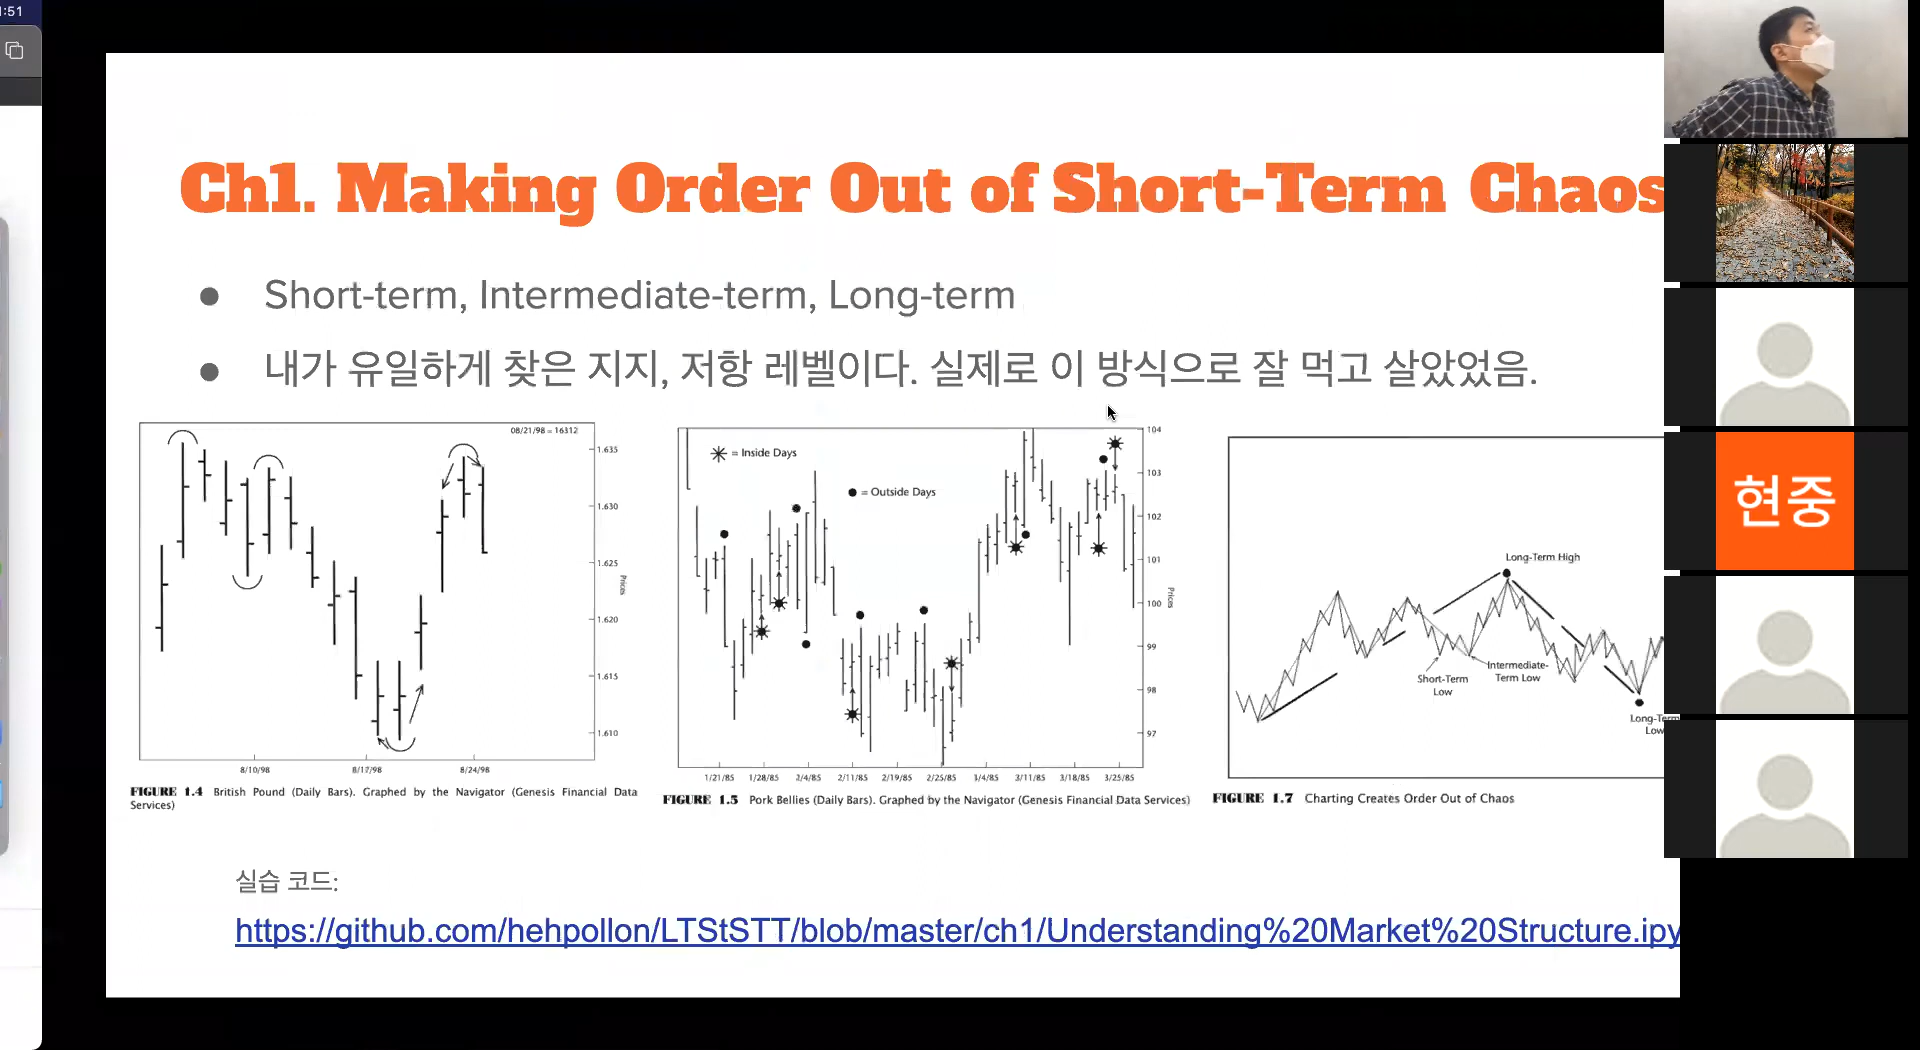 :51
Ch1. Making Order Out of Short-Term Chaos
● Short-term, Intermediate-term, Long-term
● 내가 유일하게 찾은 지지, 저항 레벨이다. 실제로 이 방식으로 잘 먹고 살았었음.
08/21/98 = 16312
1.635
1.630
1.625
Prices
1.620
1.615
1.610
8/10/98 8/17/98 8/24/98
FIGURE 1.4 British Pound (Daily Bars). Graphed by the Navigator (Genesis Financial Data
Services)
= Inside Days
= Outside Days
104
103
102
101
100
Prices
99
98
97
1/21/85 1/28/85 2/4/85 2/11/85 2/19/85 2/25/85 1/4/85 3/11/85 3/18/85 3/25/85
FIGURE 1.5 Pork Bellies (Daily Bars). Graphed by the Navigator (Genesis Financial Data Services)
Long-Term High
Short-Term
Low
Intermediate-
Term Low
Long-Term
Low
FIGURE 1.7 Charting Creates Order Out of Chaos
실습 코드:
https://github.com/hehpollon/LTStSTT/blob/master/ch1/Understanding%20Market%20Structure.ipy
현중